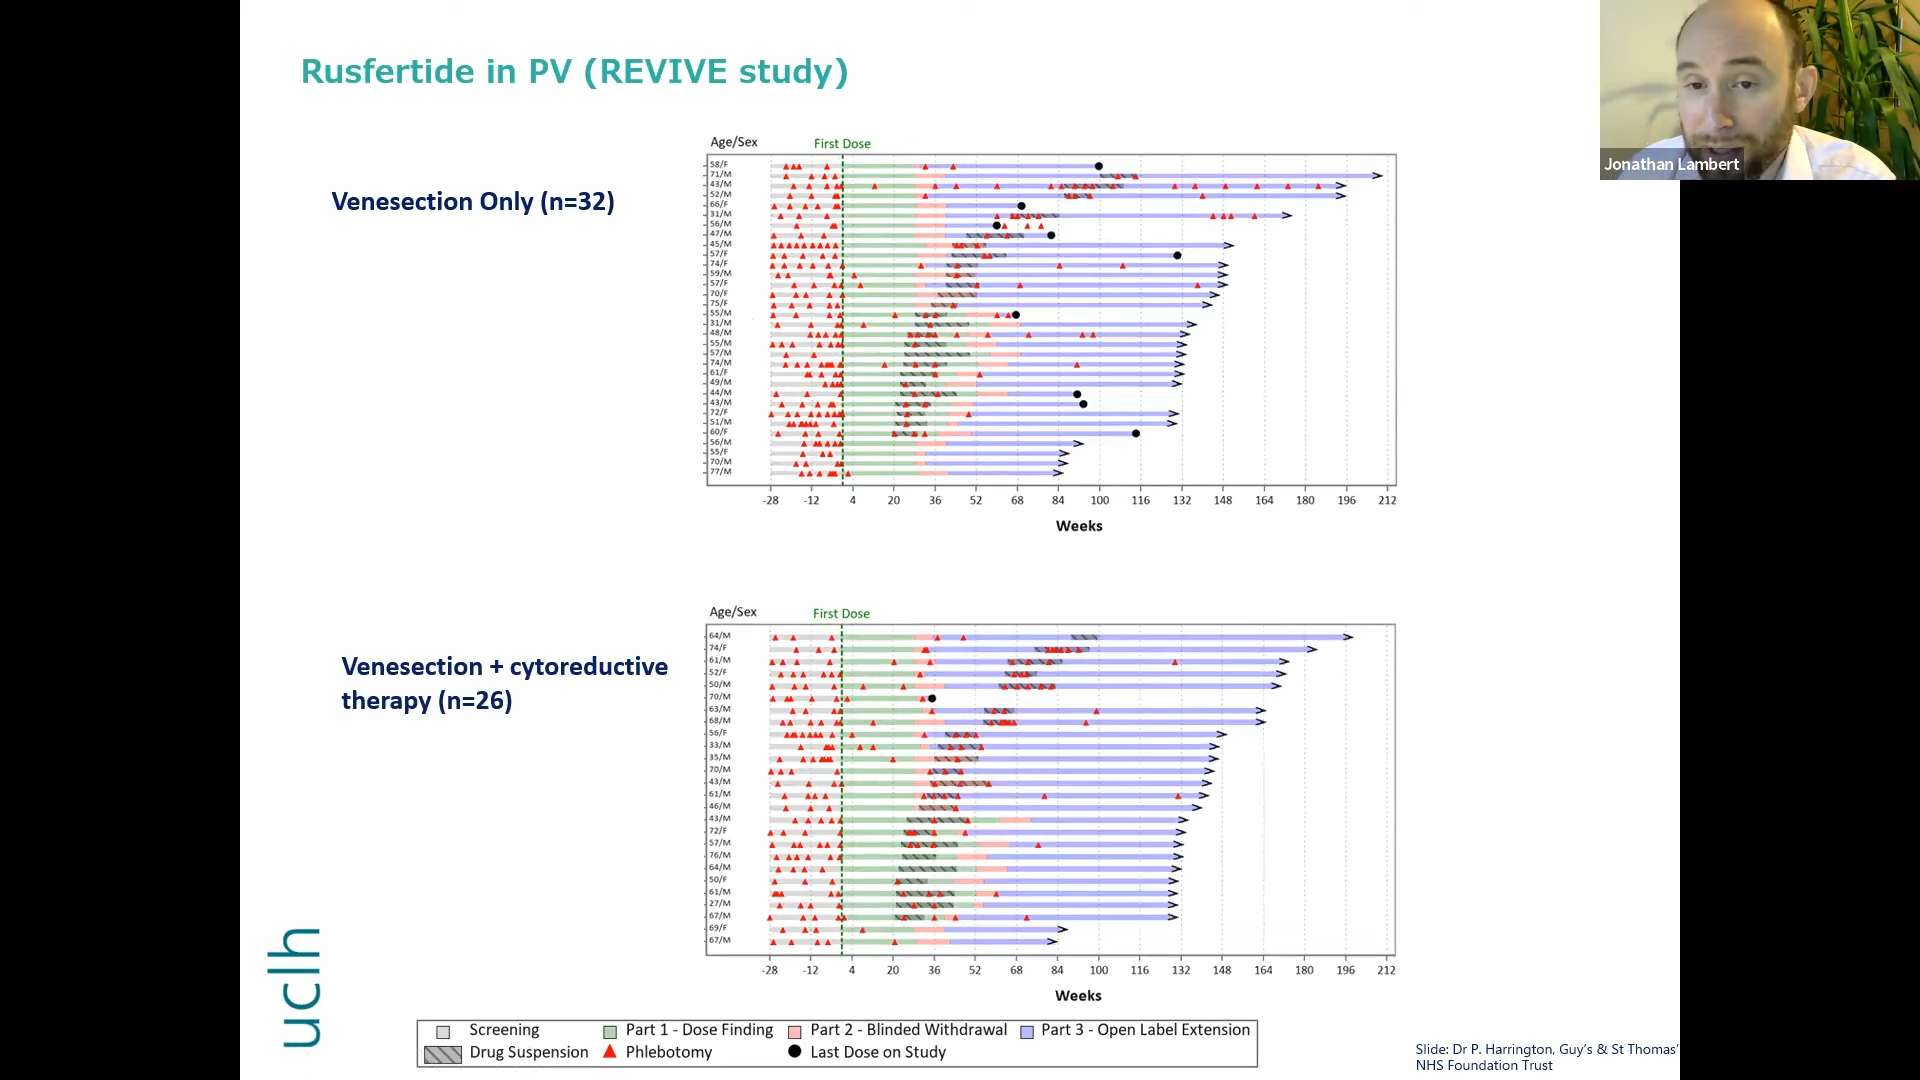 Rusfertide in PV (REVIVE study)
Jonathan Lambert
Venesection Only (n=32)
Age/Sex
First Dose
58/F
71/M
43/M
52/M
66/F
31/M
56/M
47/M
45/M
57/F
74/F
59/M
57/F
70/F
75/F
55/M
31/M
48/M
55/M
57/M
74/M
61/F
49/M
44/M
43/M
72/F
51/M
60/F
56/M
55/F
70/M
77/M
-28 -12 4 20 36 52 68 84 100 116 132 148 164 180 196 212
Weeks
Venesection + cytoreductive
therapy (n=26)
Age/Sex
First Dose
64/M
74/F
61/M
52/F
50/M
70/M
63/M
68/M
56/F
33/M
35/M
70/M
43/M
61/M
46/M
43/M
72/F
57/M
76/M
64/M
50/F
61/M
27/M
67/M
69/F
67/M
-28 -12 4 20 36 52 68 84 100 116 132 148 164 180 196 212
Weeks
uclh
Screening Part 1 - Dose Finding Part 2 - Blinded Withdrawal Part 3 - Open Label Extension
Drug Suspension Phlebotomy Last Dose on Study
Slide: Dr P. Harrington, Guy's & St Thomas'
NHS Foundation Trust